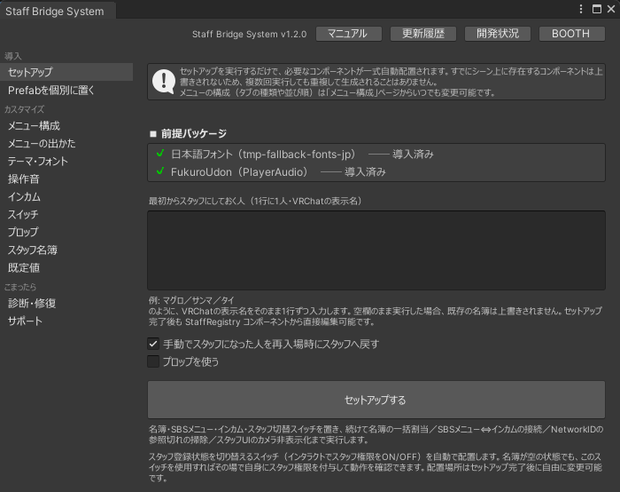 Staff Bridge System
Staff Bridge System v1.2.0
マニュアル
更新履歴
開発状況
BOOTH
導入
セットアップ
Prefabを個別に置く
カスタマイズ
メニュー構成
メニューの出かた
テーマ・フォント
操作音
インカム
スイッチ
プロップ
スタッフ名簿
既定値
こまったら
診断・修復
サポート
セットアップを実行するだけで、必要なコンポーネントが一式自動配置されます。すでにシーン上に存在するコンポーネントは上
書きされないため、複数回実行しても重複して生成されることはありません。
メニューの構成（タブの種類や並び順）は「メニュー構成」ページからいつでも変更可能です。
■ 前提パッケージ
✓ 日本語フォント（tmp-fallback-fonts-jp） ―― 導入済み
✓ FukuroUdon（PlayerAudio） ―― 導入済み
最初からスタッフにしておく人（1行に1人・VRChatの表示名）
例: マグロ／サンマ／タイ
のように、VRChatの表示名をそのまま1行ずつ入力します。空欄のまま実行した場合、既存の名簿は上書きされません。セットアップ
完了後も StaffRegistry コンポーネントから直接編集可能です。
手動でスタッフになった人を再入場時にスタッフへ戻す
プロップを使う
セットアップする
名簿・SBSメニュー・インカム・スタッフ切替スイッチを置き、続けて名簿の一括割当／SBSメニュー⇔インカムの接続／NetworkIDの
参照切れの掃除／スタッフUIのカメラ非表示化まで実行します。
スタッフ登録状態を切り替えるスイッチ（インタラクトでスタッフ権限をON/OFF）を自動で配置します。名簿が空の状態でも、このス
イッチを使用すればその場で自身にスタッフ権限を付与して動作を確認できます。配置場所はセットアップ完了後に自由に変更可能
です。